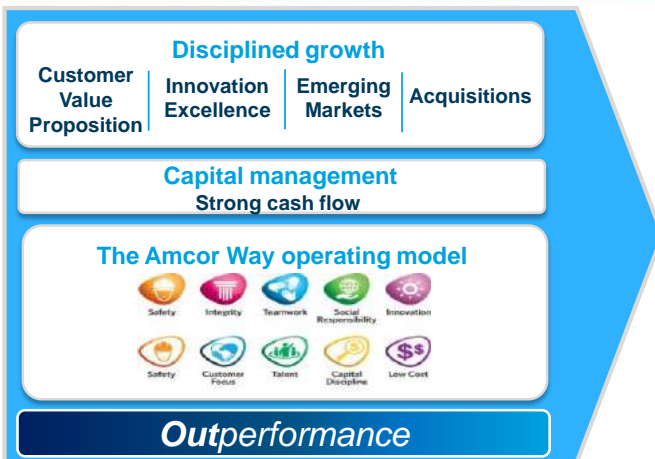 Disciplined growth
Customer Value Proposition
Innovation Excellence
Emerging Markets
Acquisitions
Capital management
Strong cash flow
The Amcor Way operating model
Safety
Integrity
Teamwork
Social Responsibility
Innovation
Safety
Customer Focus
Talent
Capital Discipline
Low Cost
Outperformance